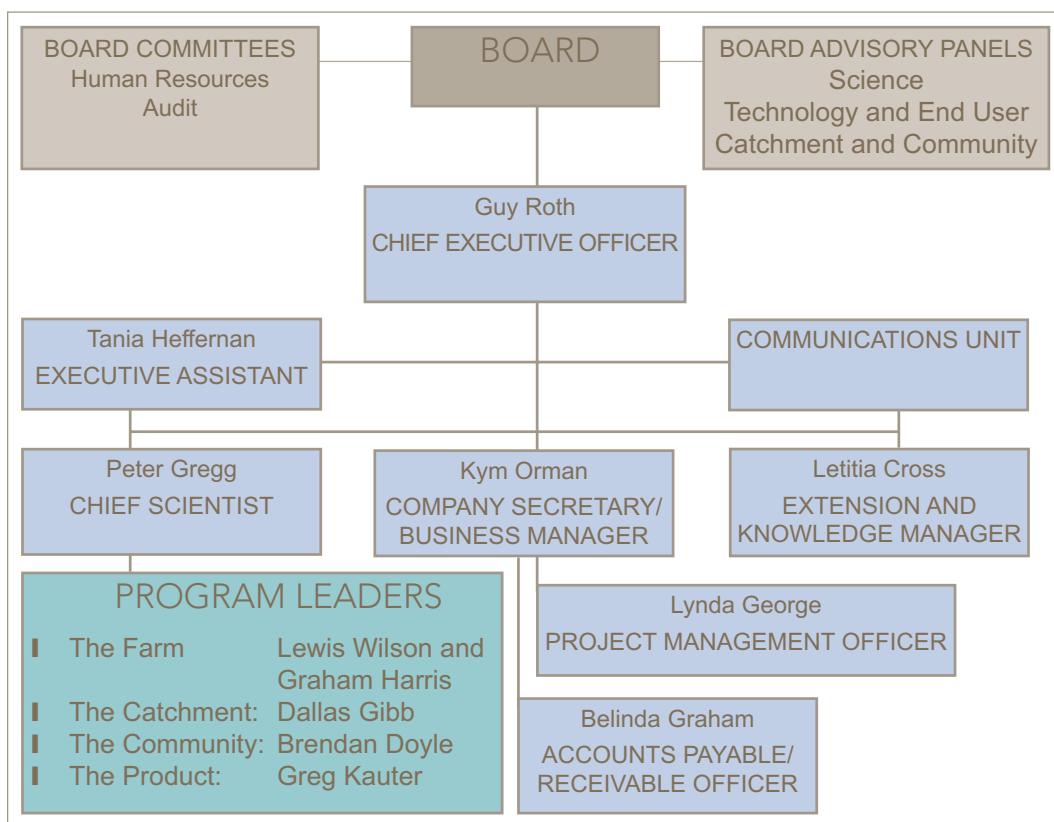 BOARD COMMITTEES
Human Resources
Audit
BOARD
BOARD ADVISORY PANELS
Science
Technology and End User
Catchment and Community
Guy Roth
CHIEF EXECUTIVE OFFICER
Tania Heffernan
EXECUTIVE ASSISTANT
COMMUNICATIONS UNIT
Peter Gregg
CHIEF SCIENTIST
Kym Orman
COMPANY SECRETARY/
BUSINESS MANAGER
Letitia Cross
EXTENSION AND
KNOWLEDGE MANAGER
PROGRAM LEADERS
The Farm Lewis Wilson and
Graham Harris
The Catchment: Dallas Gibb
The Community: Brendan Doyle
The Product: Greg Kauter
Lynda George
PROJECT MANAGEMENT OFFICER
Belinda Graham
ACCOUNTS PAYABLE/
RECEIVABLE OFFICER